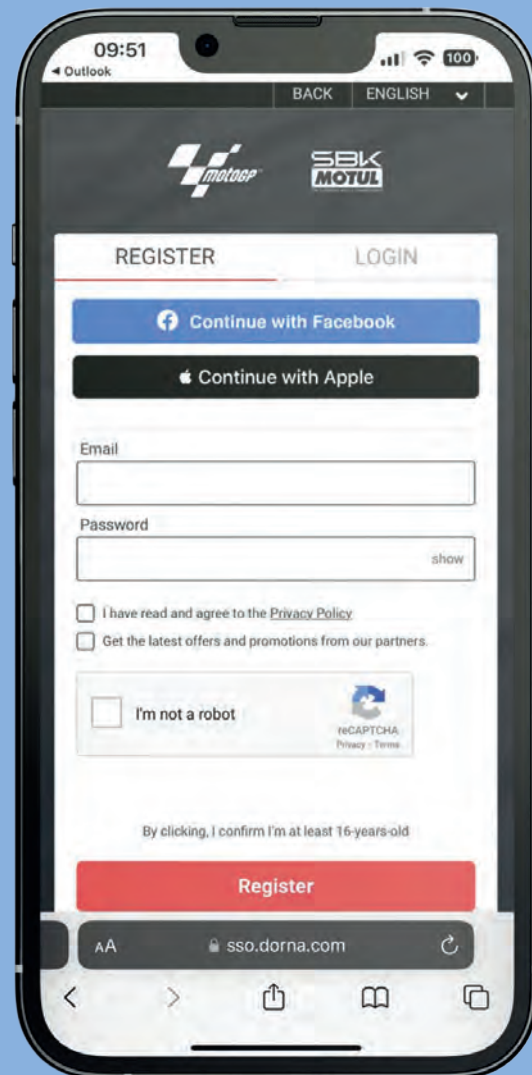 09:51
◀ Outlook
100
BACK
ENGLISH
motoGP
SBK
MOTUL
REGISTER
LOGIN
Continue with Facebook
Continue with Apple
Email
Password
show
I have read and agree to the Privacy Policy
Get the latest offers and promotions from our partners.
I'm not a robot
reCAPTCHA
Privacy - Terms
By clicking, I confirm I'm at least 16-years-old
Register
AA
sso.dorna.com